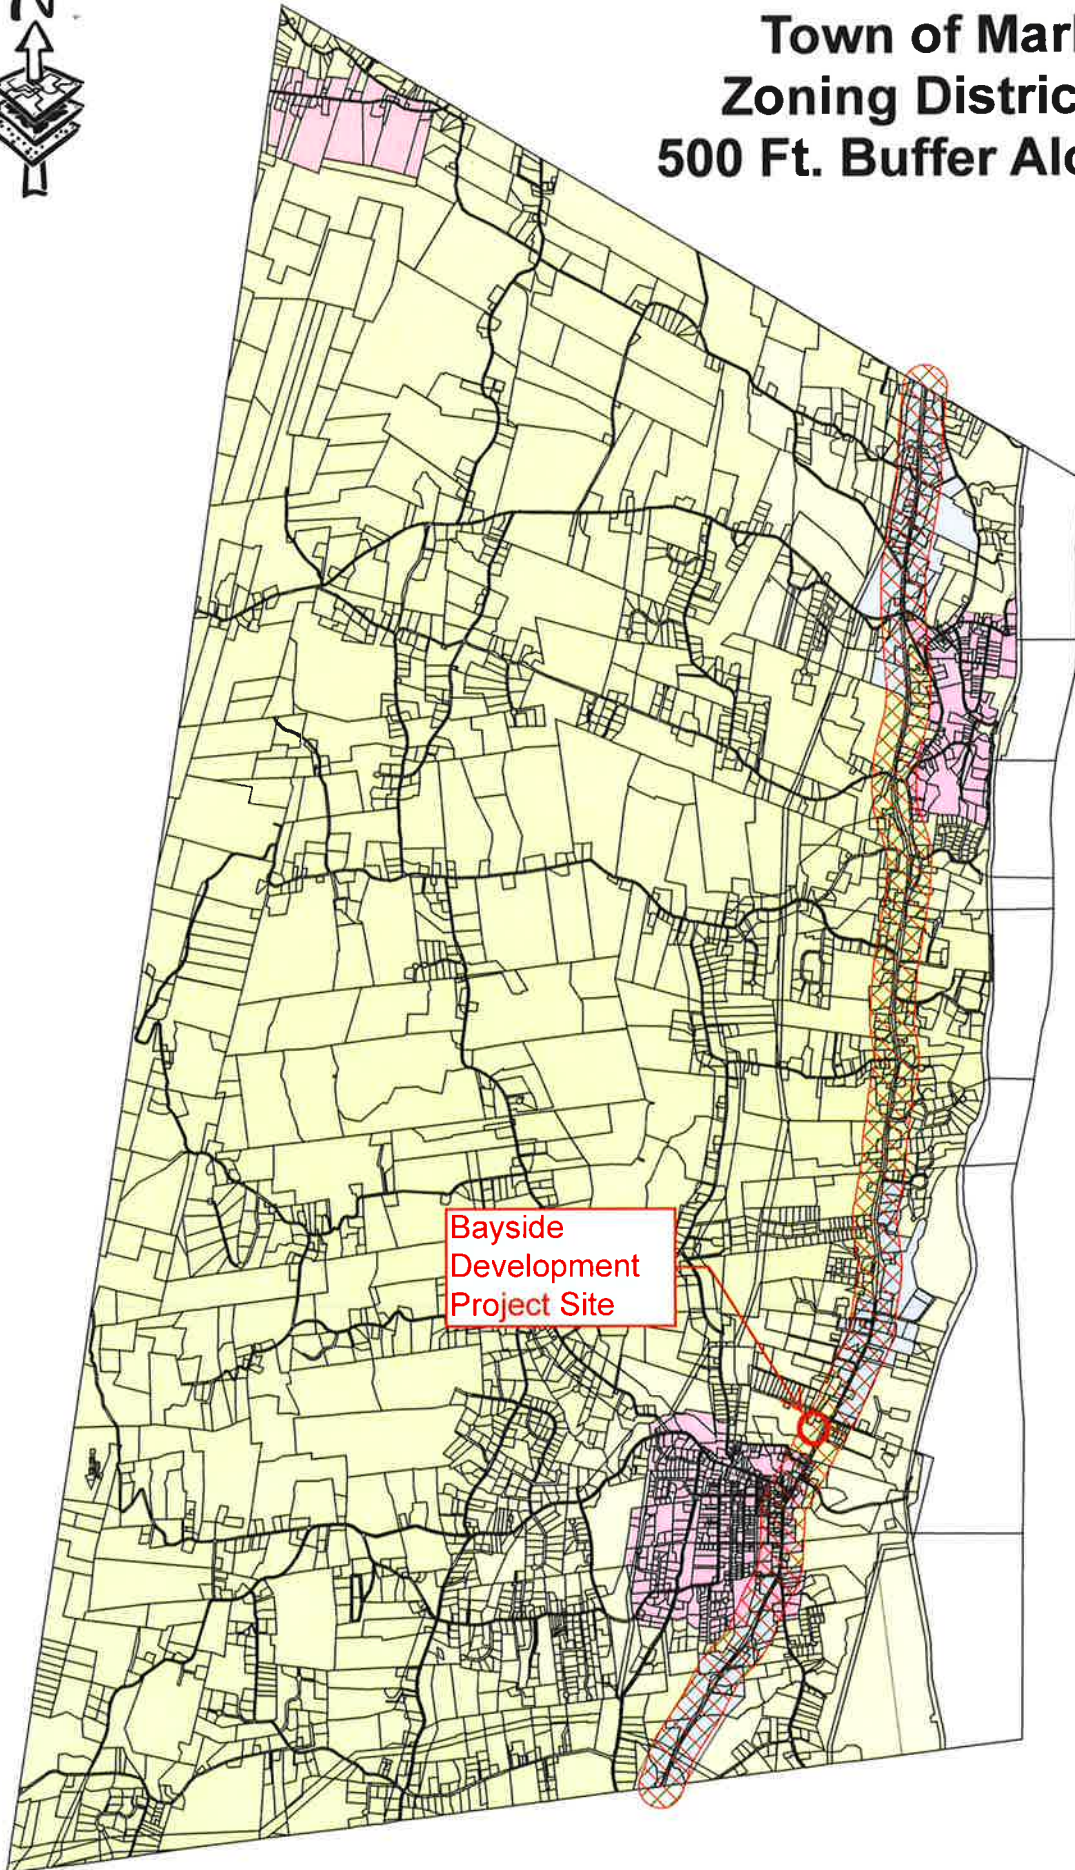 N
Town of Marl
Zoning Distric
500 Ft. Buffer Alo
Bayside
Development
Project Site